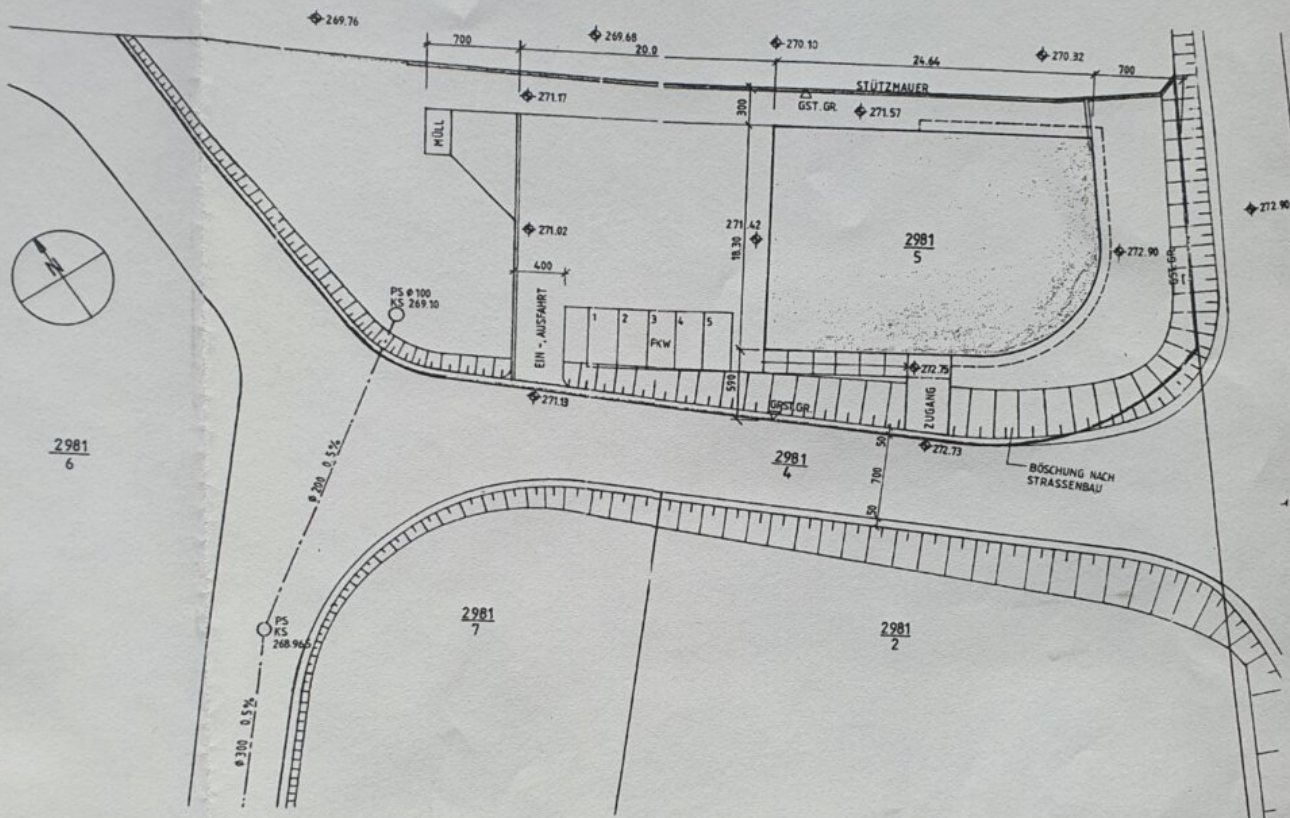 269.76
269.68
270.10
270.32
700
20.0
24.64
700
STÜTZMAUER
GST. GR.
271.17
271.57
300
MÜLL
272.90
271.02
271.42
18.30
2981
5
272.90
GST. GR.
N
400
PS ⌀ 100
KS 269.10
EIN-, AUSFAHRT
1 2 3 4 5
PKW
272.75
590
271.13
GRST.GR.
ZUGANG
272.73
2981
6
2981
4
50
700
50
BÖSCHUNG NACH
STRASSENBAU
⌀ 200 0.5%
2981
7
2981
2
PS
KS
268.965
⌀ 300 0.5%